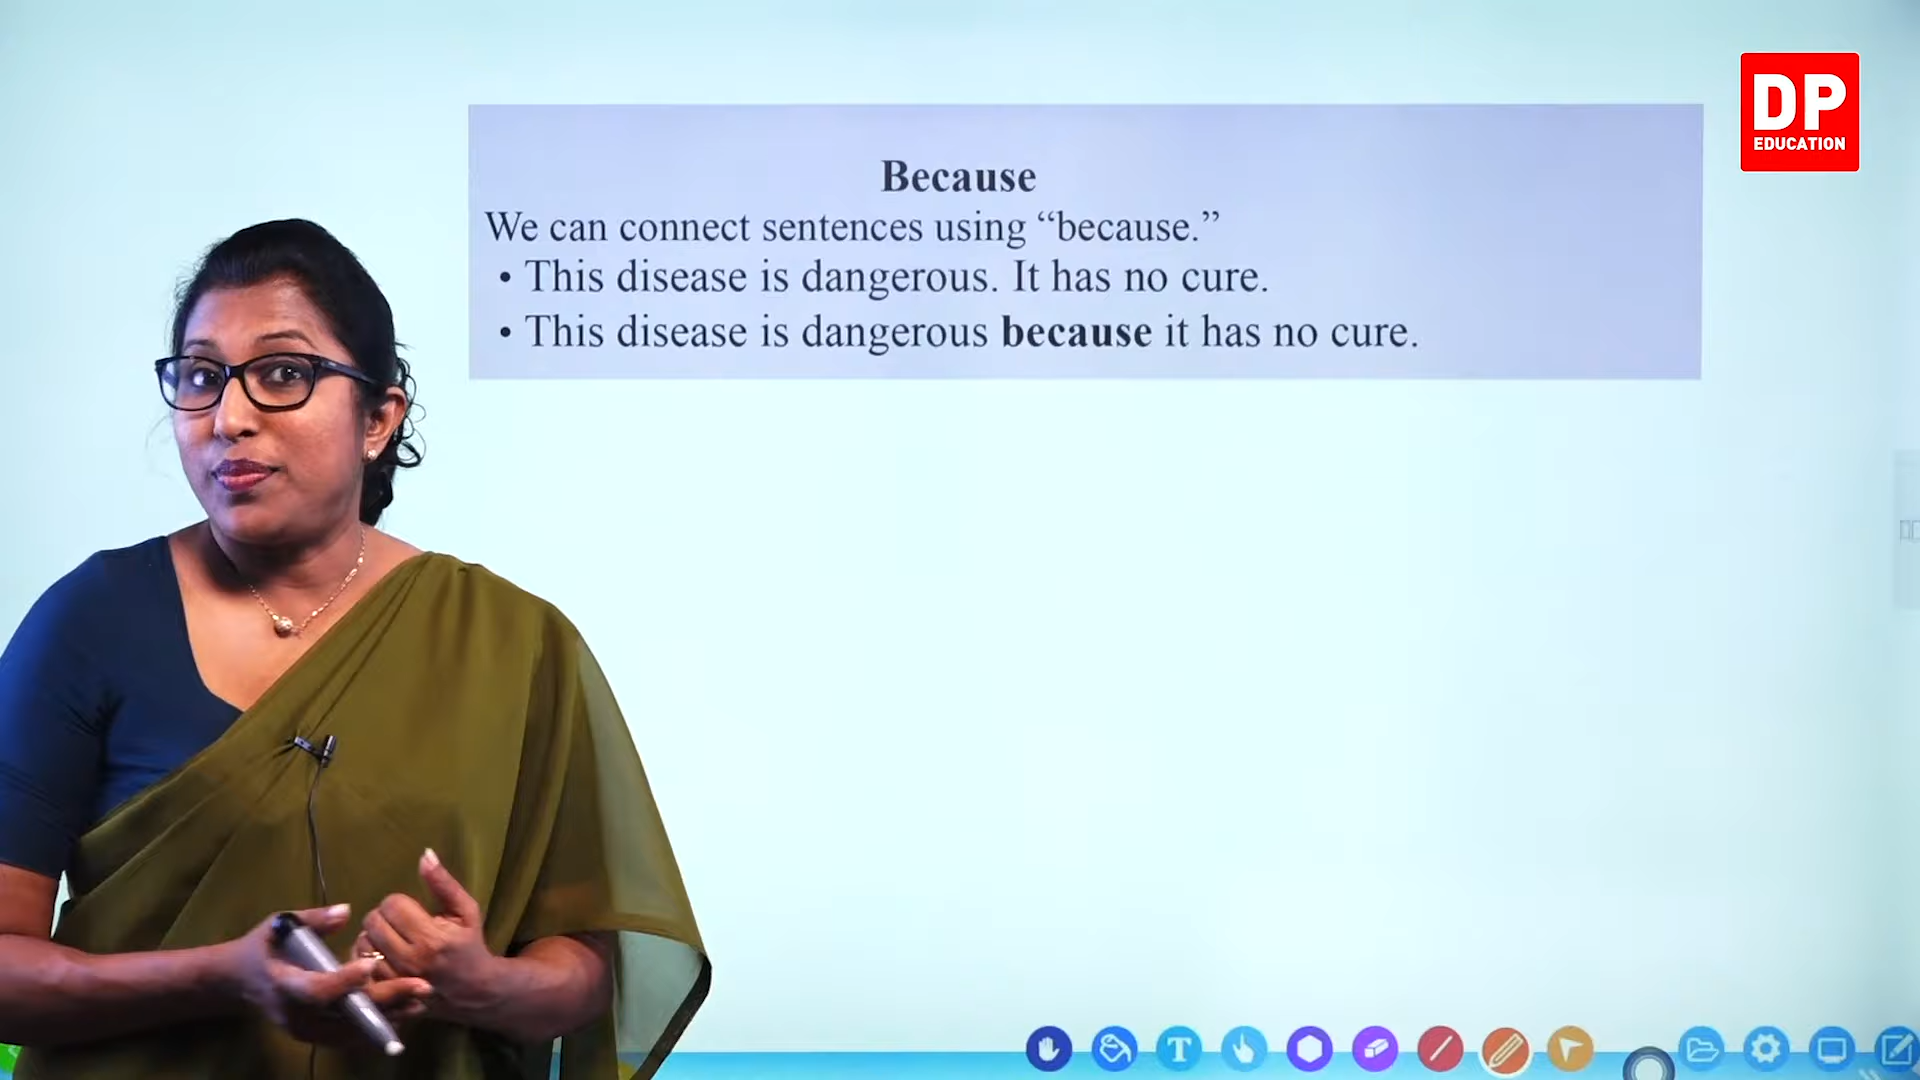 DP
EDUCATION
Because
We can connect sentences using “because.”
• This disease is dangerous. It has no cure.
• This disease is dangerous because it has no cure.
T